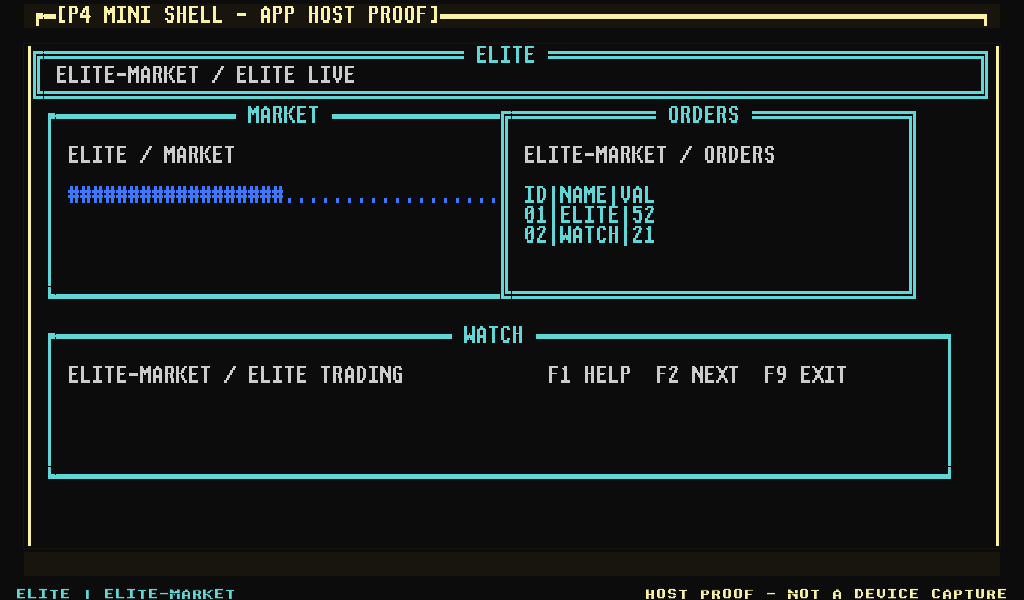 [P4 MINI SHELL - APP HOST PROOF]
ELITE
ELITE-MARKET / ELITE LIVE
MARKET
ELITE / MARKET
##################..................
ORDERS
ELITE-MARKET / ORDERS
ID|NAME|VAL
01|ELITE|52
02|WATCH|21
WATCH
ELITE-MARKET / ELITE TRADING F1 HELP F2 NEXT F9 EXIT
ELITE | ELITE-MARKET
HOST PROOF - NOT A DEVICE CAPTURE